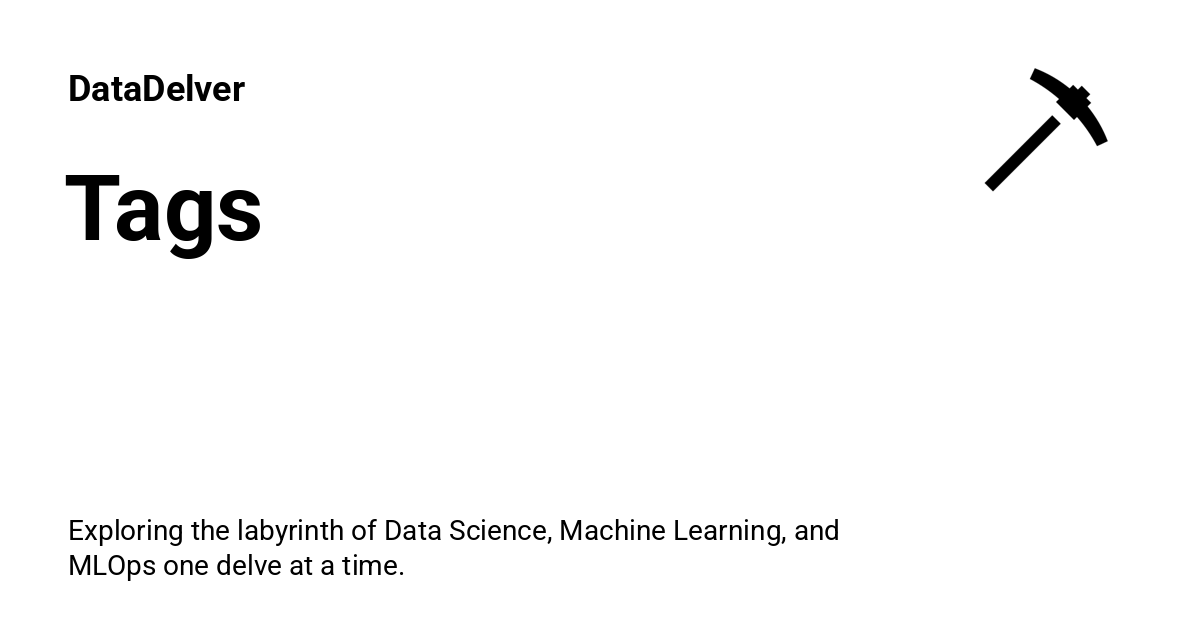 DataDelver
Tags
Exploring the labyrinth of Data Science, Machine Learning, and
MLOps one delve at a time.